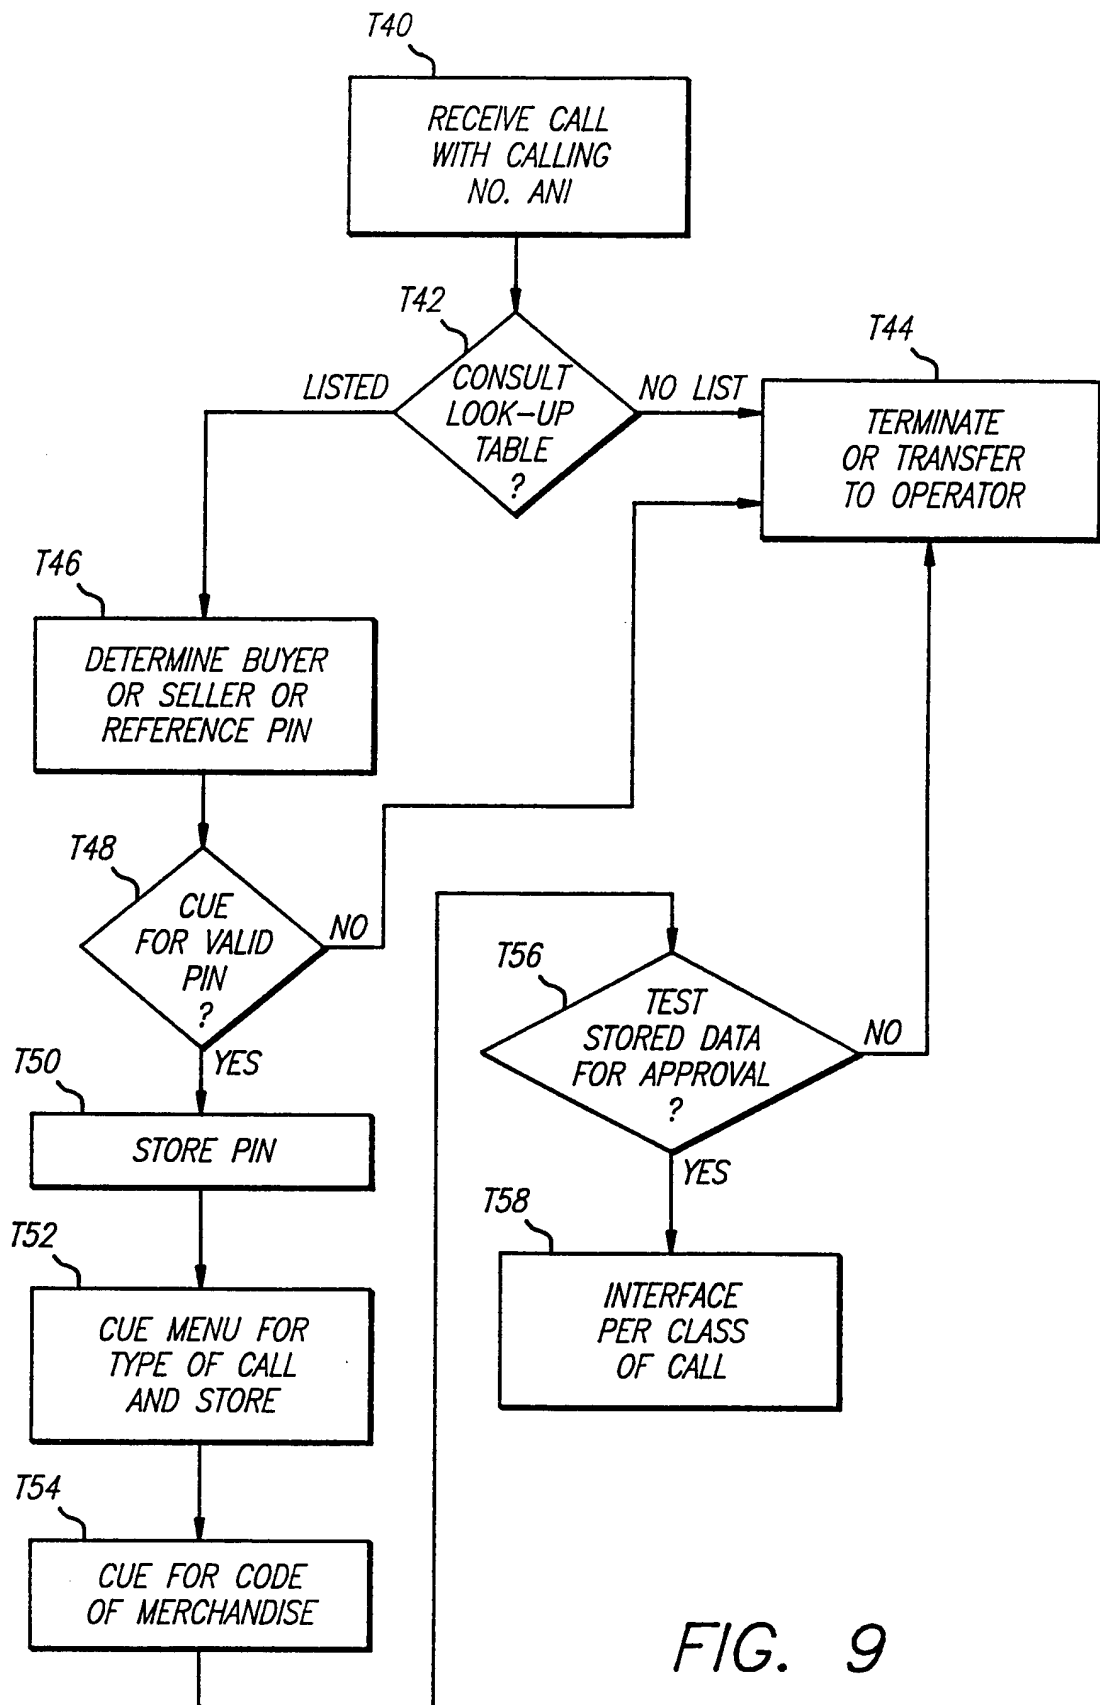 T40
RECEIVE CALL
WITH CALLING
NO. ANI
T42
CONSULT
LOOK-UP
TABLE
?
LISTED
NO LIST
T44
TERMINATE
OR TRANSFER
TO OPERATOR
T46
DETERMINE BUYER
OR SELLER OR
REFERENCE PIN
T48
CUE
FOR VALID
PIN
?
NO
YES
T50
STORE PIN
T52
CUE MENU FOR
TYPE OF CALL
AND STORE
T54
CUE FOR CODE
OF MERCHANDISE
T56
TEST
STORED DATA
FOR APPROVAL
?
NO
YES
T58
INTERFACE
PER CLASS
OF CALL
FIG. 9